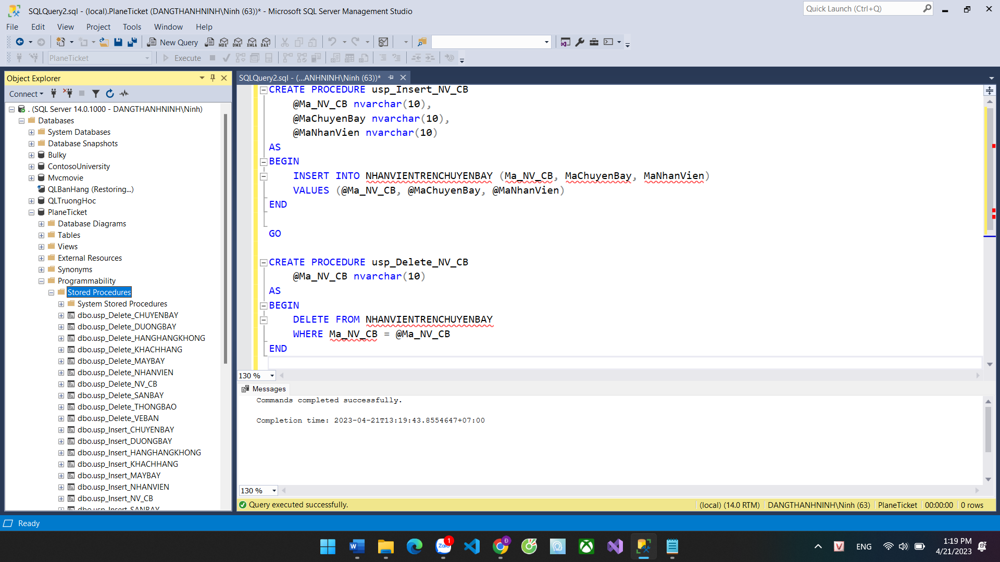 SQLQuery2.sql - (local).PlaneTicket (DANGTHANHNINH\Ninh (63))* - Microsoft SQL Server Management Studio
Quick Launch (Ctrl+Q)
File Edit View Project Tools Window Help
New Query MDX DMX XMLA DAX
PlaneTicket Execute
Object Explorer
Connect
. (SQL Server 14.0.1000 - DANGTHANHNINH\Ninh)
Databases
System Databases
Database Snapshots
Bulky
ContosoUniversity
Mvcmovie
QLBanHang (Restoring...)
QLTruongHoc
PlaneTicket
Database Diagrams
Tables
Views
External Resources
Synonyms
Programmability
Stored Procedures
System Stored Procedures
dbo.usp_Delete_CHUYENBAY
dbo.usp_Delete_DUONGBAY
dbo.usp_Delete_HANGHANGKHONG
dbo.usp_Delete_KHACHHANG
dbo.usp_Delete_MAYBAY
dbo.usp_Delete_NHANVIEN
dbo.usp_Delete_NV_CB
dbo.usp_Delete_SANBAY
dbo.usp_Delete_THONGBAO
dbo.usp_Delete_VEBAN
dbo.usp_Insert_CHUYENBAY
dbo.usp_Insert_DUONGBAY
dbo.usp_Insert_HANGHANGKHONG
dbo.usp_Insert_KHACHHANG
dbo.usp_Insert_MAYBAY
dbo.usp_Insert_NHANVIEN
dbo.usp_Insert_NV_CB
dbo.usp_Insert_SANBAY
SQLQuery2.sql - (...ANHNINH\Ninh (63))*
CREATE PROCEDURE usp_Insert_NV_CB
@Ma_NV_CB nvarchar(10),
@MaChuyenBay nvarchar(10),
@MaNhanVien nvarchar(10)
AS
BEGIN
INSERT INTO NHANVIENTRENCHUYENBAY (Ma_NV_CB, MaChuyenBay, MaNhanVien)
VALUES (@Ma_NV_CB, @MaChuyenBay, @MaNhanVien)
END
GO
CREATE PROCEDURE usp_Delete_NV_CB
@Ma_NV_CB nvarchar(10)
AS
BEGIN
DELETE FROM NHANVIENTRENCHUYENBAY
WHERE Ma_NV_CB = @Ma_NV_CB
END
130 %
Messages
Commands completed successfully.
Completion time: 2023-04-21T13:19:43.8554647+07:00
130 %
Query executed successfully.
(local) (14.0 RTM) DANGTHANHNINH\Ninh (63) PlaneTicket 00:00:00 0 rows
Ready
Zalo 1 Đ
V ENG
1:19 PM
4/21/2023